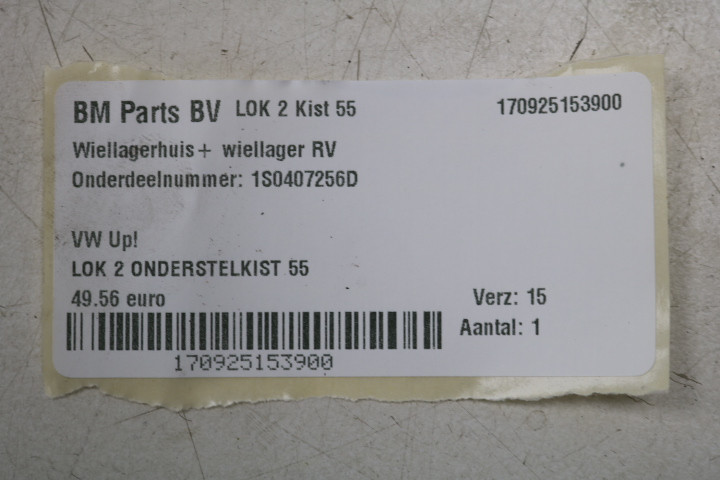 BM Parts BV LOK 2 Kist 55 170925153900
Wiellagerhuis+ wiellager RV
Onderdeelnummer: 1S0407256D
VW Up!
LOK 2 ONDERSTELKIST 55
49.56 euro Verz: 15
Aantal: 1
170925153900